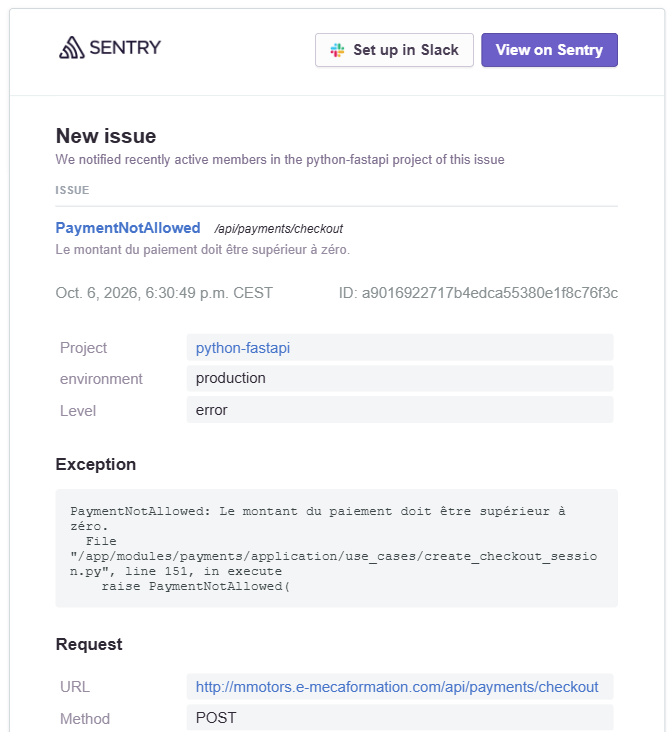 SENTRY
Set up in Slack
View on Sentry
New issue
We notified recently active members in the python-fastapi project of this issue
ISSUE
PaymentNotAllowed /api/payments/checkout
Le montant du paiement doit être supérieur à zéro.
Oct. 6, 2026, 6:30:49 p.m. CEST ID: a9016922717b4edca55380e1f8c76f3c
Project python-fastapi
environment production
Level error
Exception
PaymentNotAllowed: Le montant du paiement doit être supérieur à
zéro.
File
"/app/modules/payments/application/use_cases/create_checkout_sessio
n.py", line 151, in execute
raise PaymentNotAllowed(
Request
URL http://mmotors.e-mecaformation.com/api/payments/checkout
Method POST